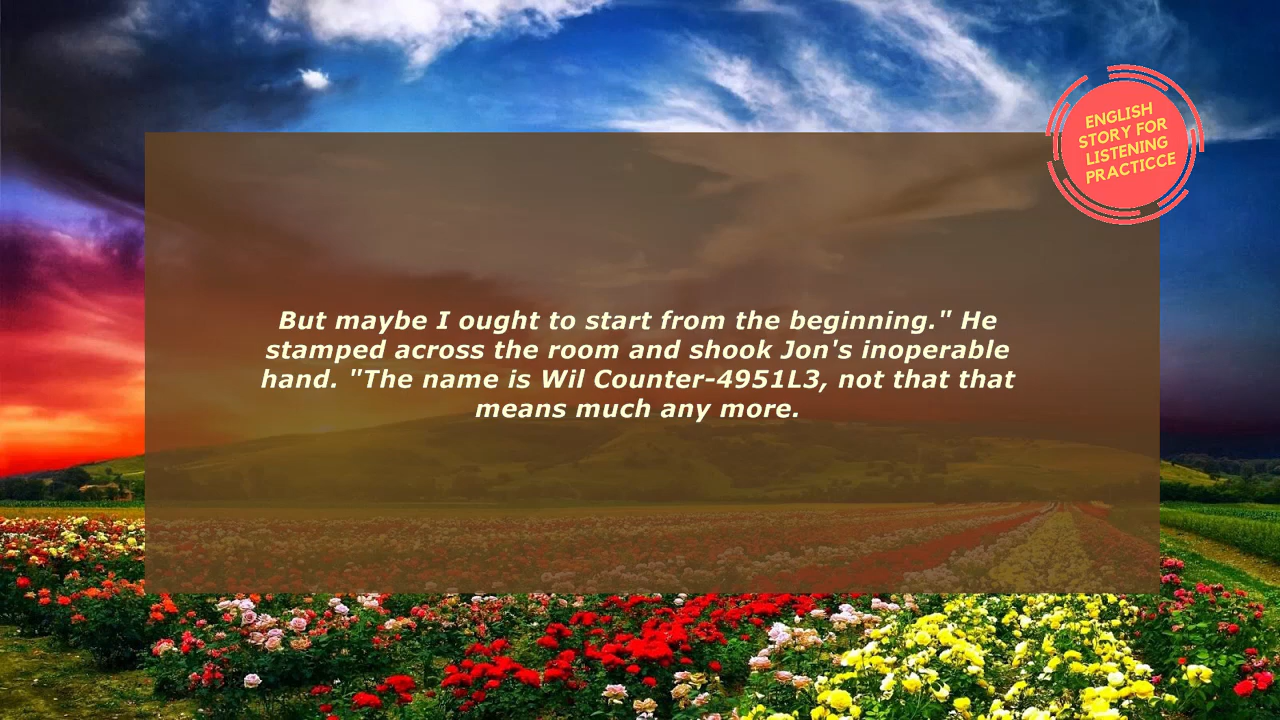 ENGLISH
STORY FOR
LISTENING
PRACTICCE
But maybe I ought to start from the beginning." He
stamped across the room and shook Jon's inoperable
hand. "The name is Wil Counter-4951L3, not that that
means much any more.